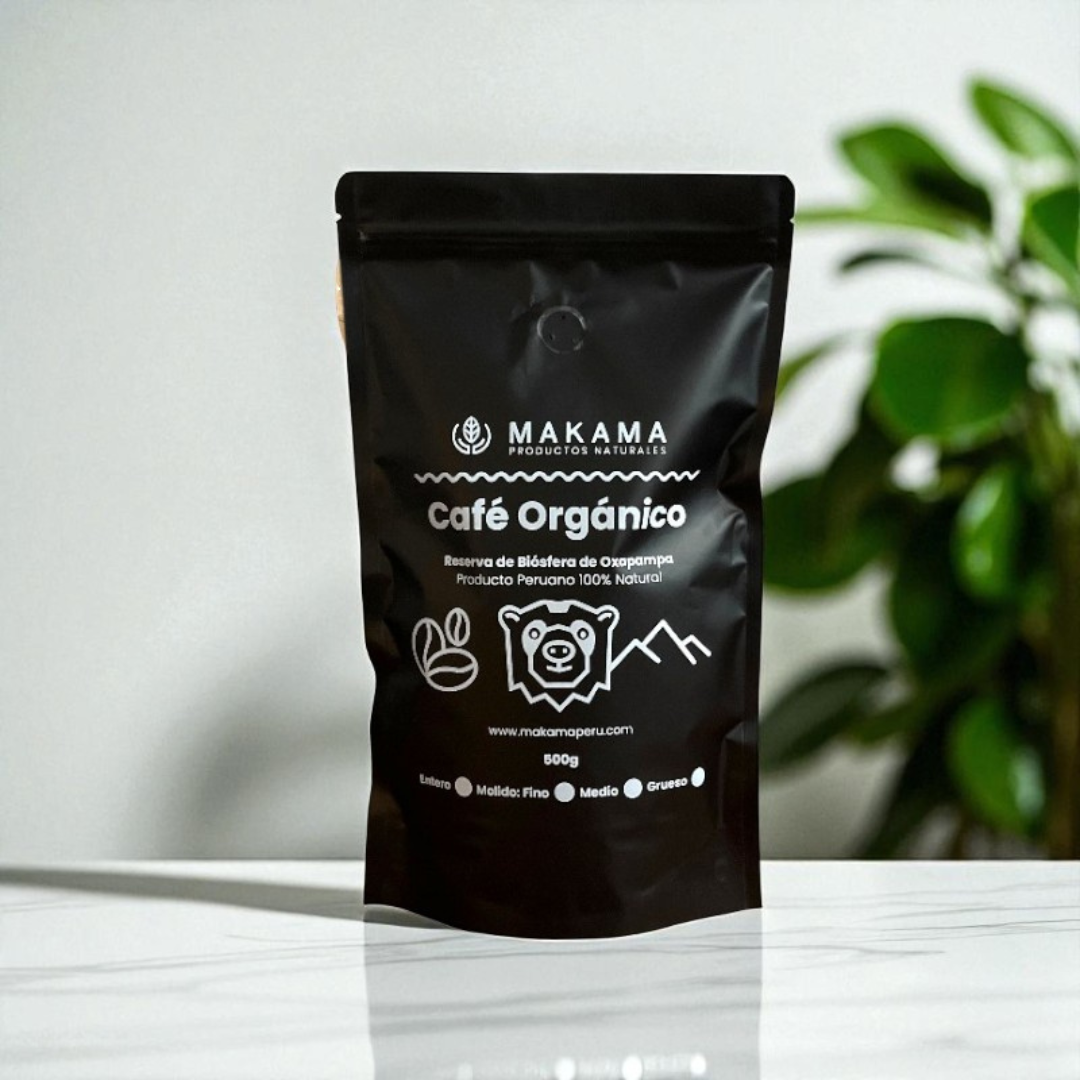 MAKAMA
PRODUCTOS NATURALES
Café Orgánico
Reserva de Biósfera de Oxapampa
Producto Peruano 100% Natural
www.makamaperu.com
500g
Entero Molido: Fino Medio Grueso